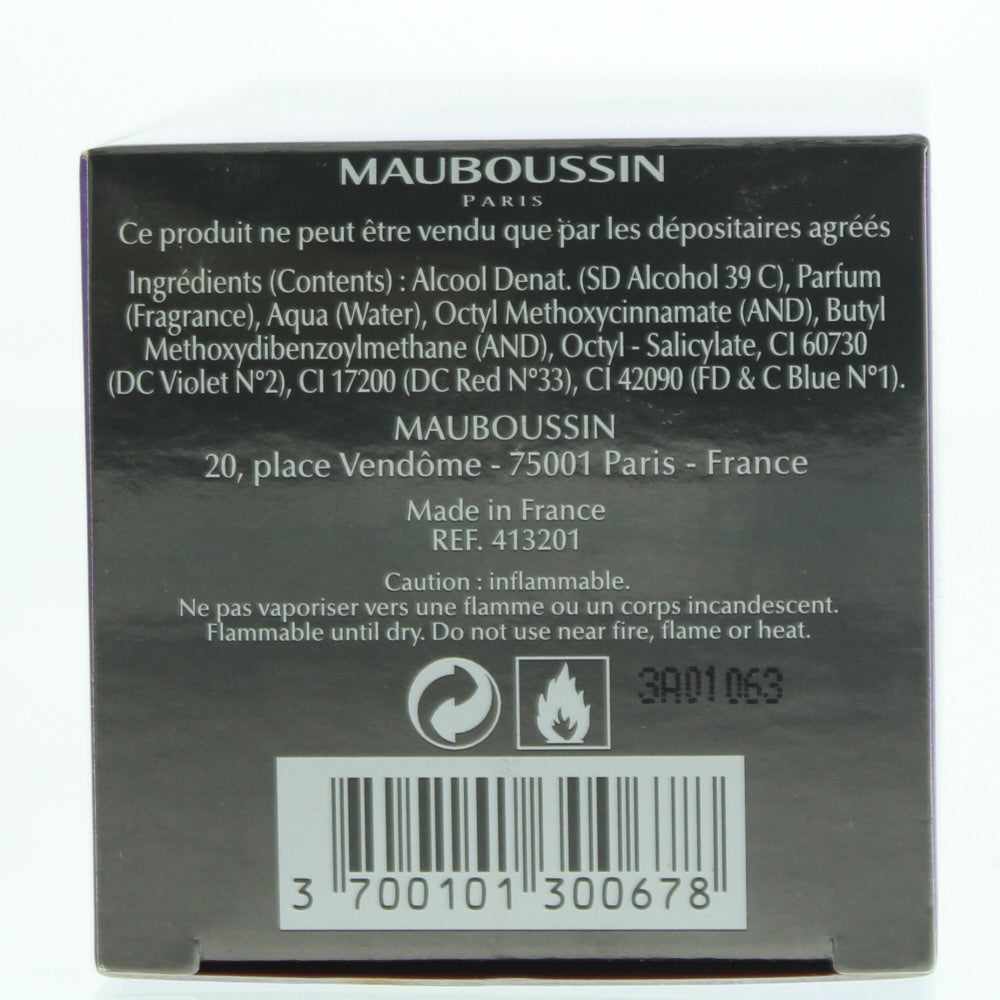 MAUBOUSSIN
PARIS
Ce produit ne peut être vendu que par les dépositaires agréés
Ingrédients (Contents) : Alcool Denat. (SD Alcohol 39 C), Parfum
(Fragrance), Aqua (Water), Octyl Methoxycinnamate (AND), Butyl
Methoxydibenzoylmethane (AND), Octyl - Salicylate, CI 60730
(DC Violet N°2), CI 17200 (DC Red N°33), CI 42090 (FD & C Blue N°1).
MAUBOUSSIN
20, place Vendôme - 75001 Paris - France
Made in France
REF. 413201
Caution : inflammable.
Ne pas vaporiser vers une flamme ou un corps incandescent.
Flammable until dry. Do not use near fire, flame or heat.
3A01 063
3 700101 300678